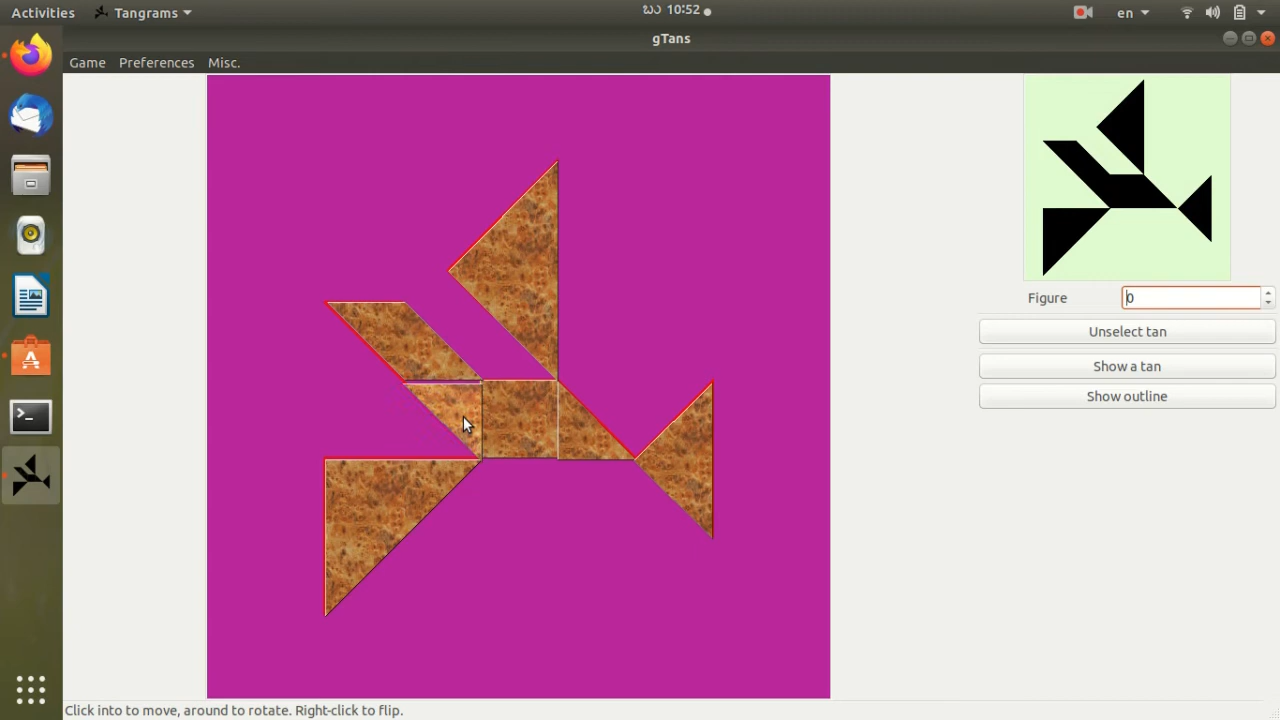 Activities Tangrams ხა 10:52 en
gTans
Game Preferences Misc.
Figure 0
Unselect tan
Show a tan
Show outline
Click into to move, around to rotate. Right-click to flip.